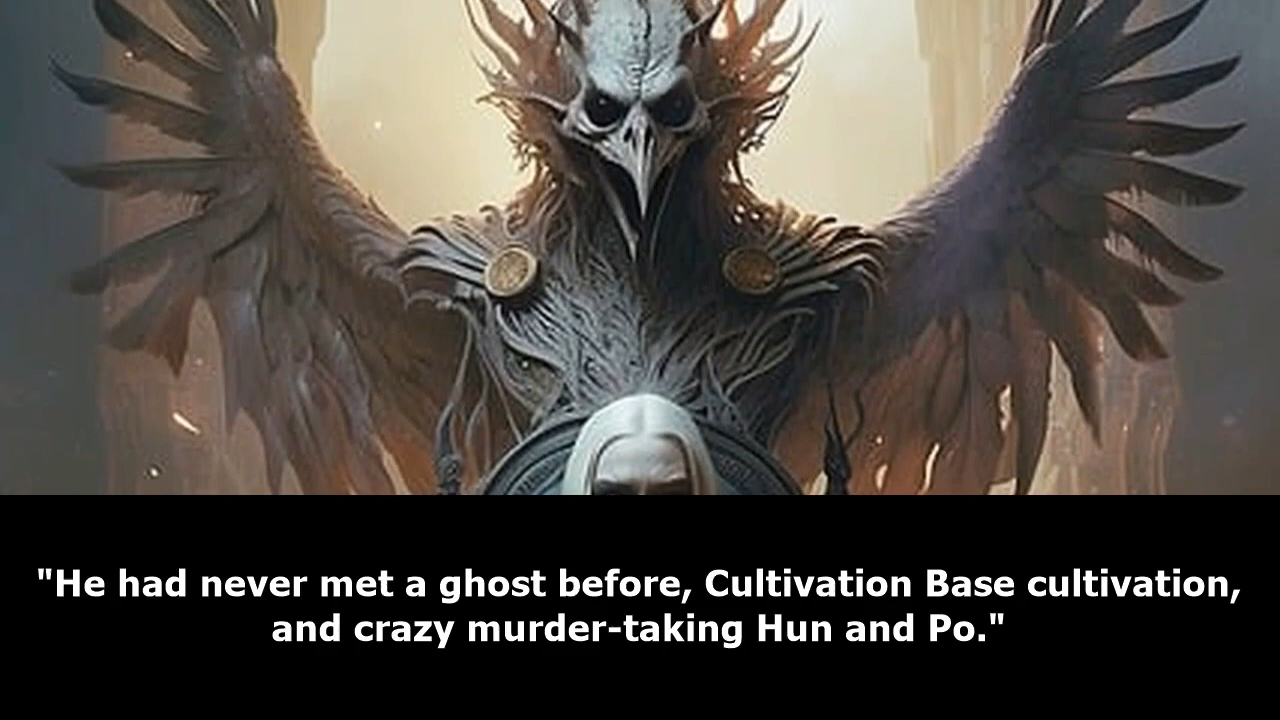 "He had never met a ghost before, Cultivation Base cultivation,
and crazy murder-taking Hun and Po."